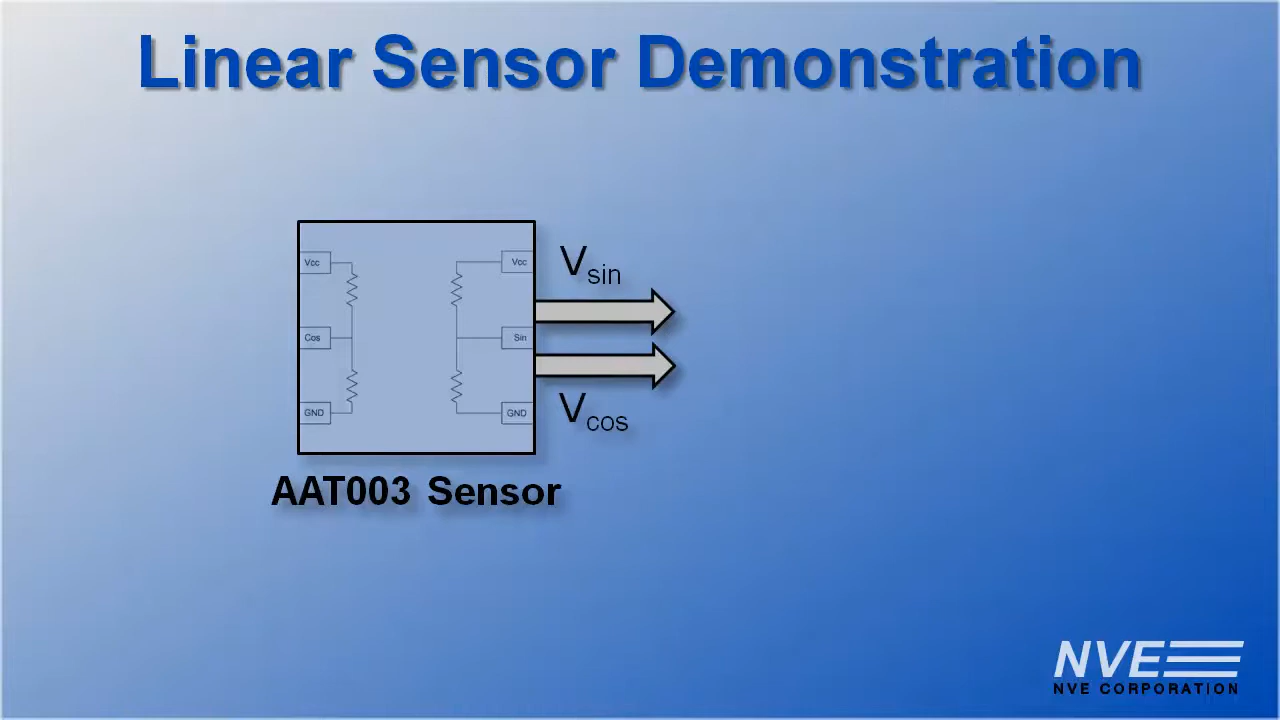 Linear Sensor Demonstration
Vcc
Vcc
Vsin
Cos
Sin
GND
GND
Vcos
AAT003 Sensor
NVE
NVE CORPORATION